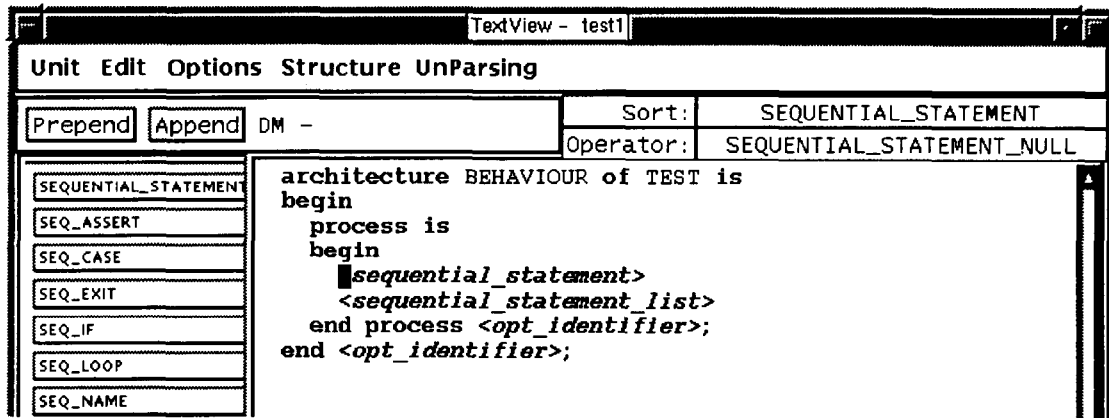 TextView - test1
Unit Edit Options Structure UnParsing
Prepend Append DM -
Sort: SEQUENTIAL_STATEMENT
Operator: SEQUENTIAL_STATEMENT_NULL
SEQUENTIAL_STATEMENT
SEQ_ASSERT
SEQ_CASE
SEQ_EXIT
SEQ_IF
SEQ_LOOP
SEQ_NAME
architecture BEHAVIOUR of TEST is
begin
process is
begin
sequential_statement>
<sequential_statement_list>
end process <opt_identifier>;
end <opt_identifier>;